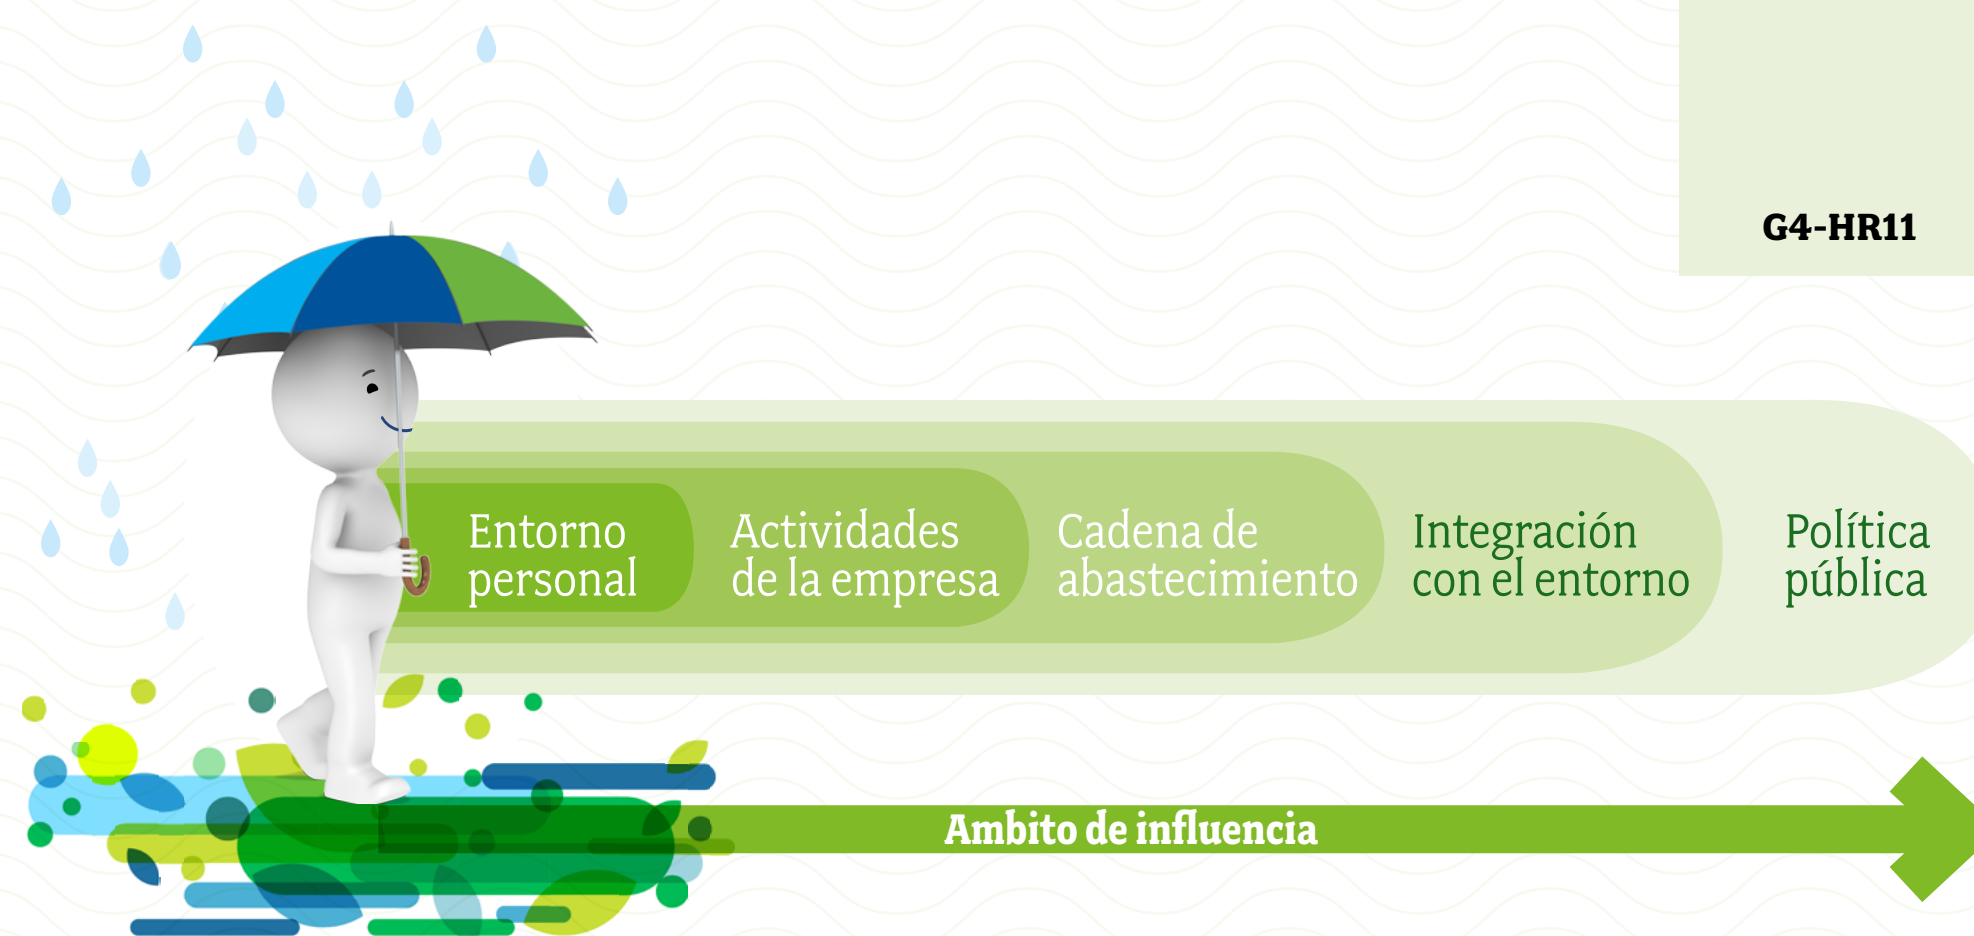 G4-HR11
Entorno
personal
Actividades
de la empresa
Cadena de
abastecimiento
Integración
con el entorno
Política
pública
Ambito de influencia